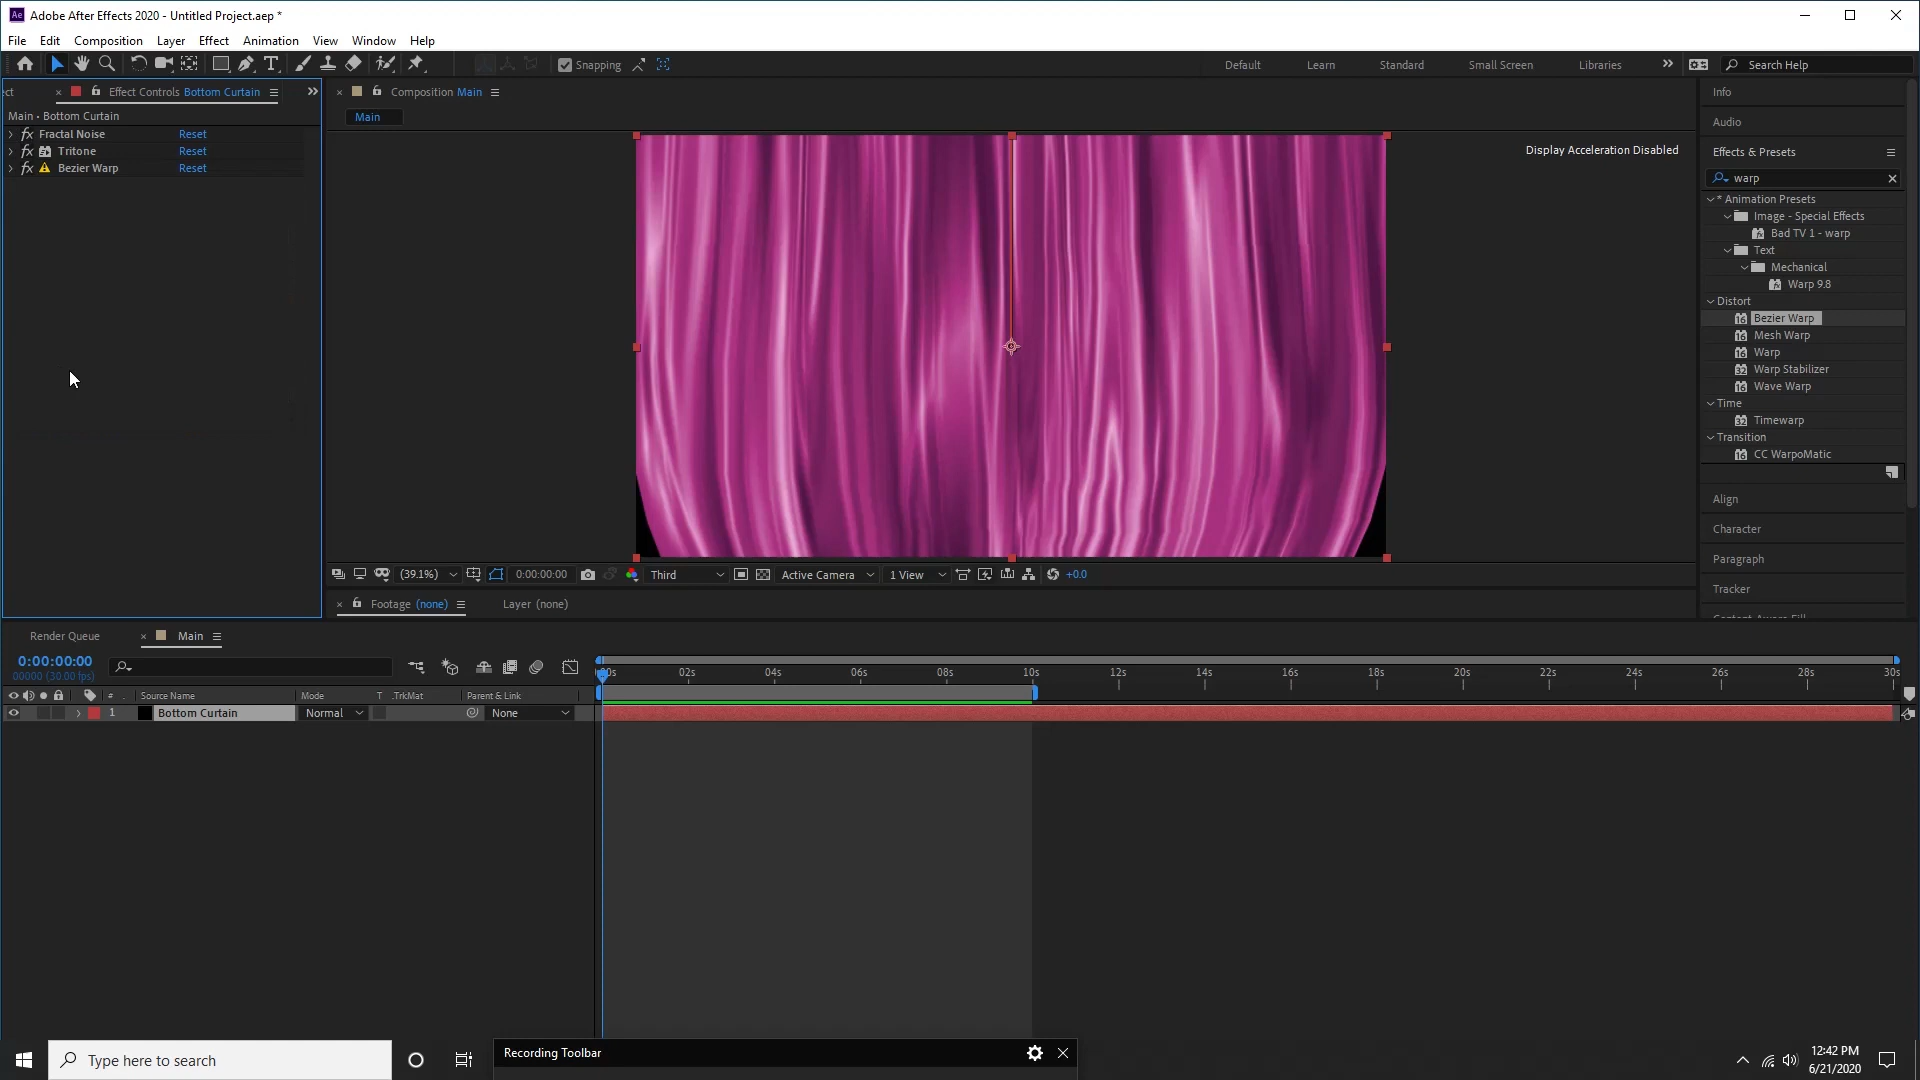 Adobe After Effects 2020 - Untitled Project.aep *
File Edit Composition Layer Effect Animation View Window Help
Snapping Default Learn Standard Small Screen Libraries Search Help
Effect Controls Bottom Curtain
Main • Bottom Curtain
Fractal Noise Reset
Tritone Reset
Bezier Warp Reset
Composition Main
Main
Display Acceleration Disabled
(39.1%) 0:00:00:00 Third Active Camera 1 View +0.0
Footage (none) Layer (none)
Info
Audio
Effects & Presets
warp
* Animation Presets
Image - Special Effects
Bad TV 1 - warp
Text
Mechanical
Warp 9.8
Distort
Bezier Warp
Mesh Warp
Warp
Warp Stabilizer
Wave Warp
Time
Timewarp
Transition
CC WarpoMatic
Align
Character
Paragraph
Tracker
Render Queue Main
0:00:00:00
00000 (30.00 fps)
02s 04s 06s 08s 10s 12s 14s 16s 18s 20s 22s 24s 26s 28s 30s
# Source Name Mode T .TrkMat Parent & Link
1 Bottom Curtain Normal None
Type here to search
Recording Toolbar
12:42 PM
6/21/2020